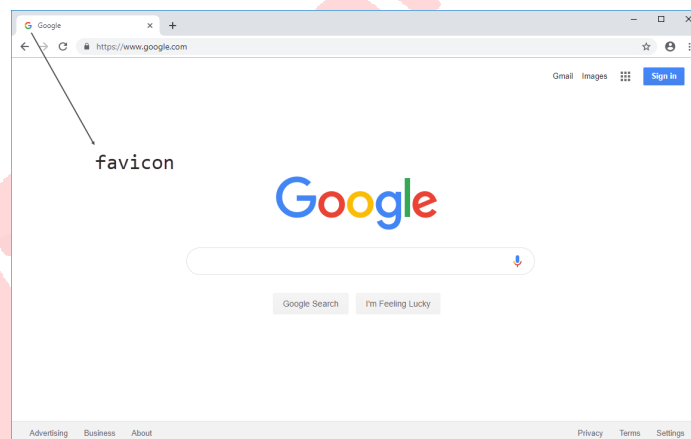 Google
https://www.google.com
Gmail Images Sign in
favicon
Google
Google Search I'm Feeling Lucky
Advertising Business About Privacy Terms Settings